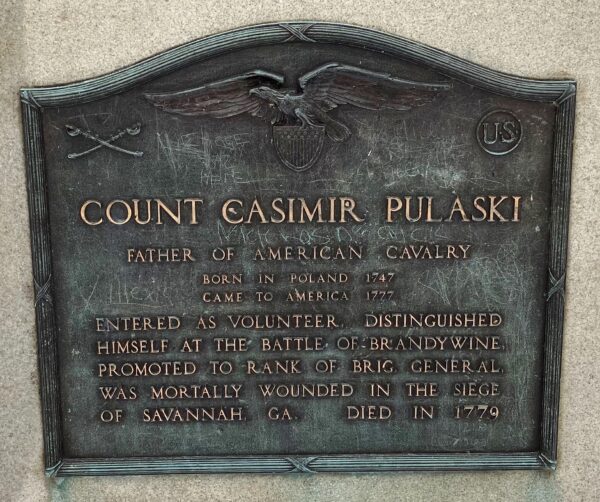 US
COUNT CASIMIR PULASKI
FATHER OF AMERICAN CAVALRY
BORN IN POLAND 1747
CAME TO AMERICA 1777
ENTERED AS VOLUNTEER. DISTINGUISHED
HIMSELF AT THE BATTLE OF BRANDYWINE.
PROMOTED TO RANK OF BRIG. GENERAL,
WAS MORTALLY WOUNDED IN THE SIEGE
OF SAVANNAH, GA. DIED IN 1779